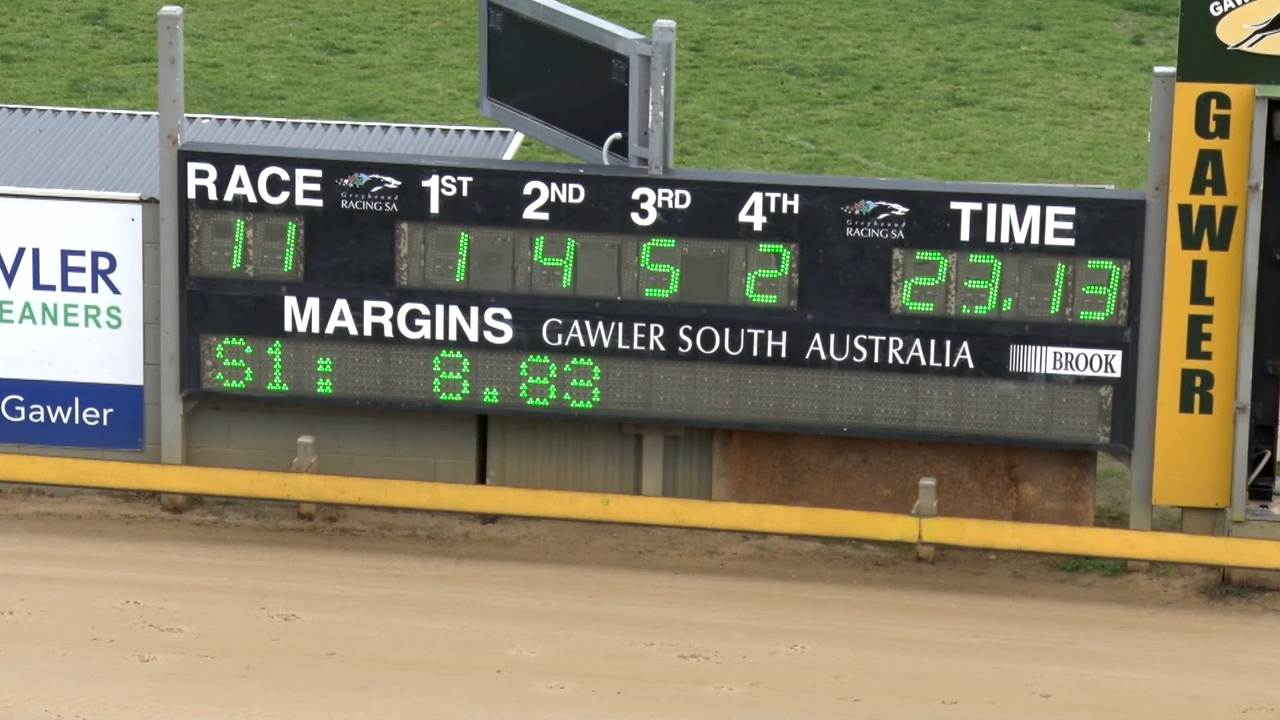 RACE
Greyhound
RACING SA
1ST 2ND 3RD 4TH
Greyhound
RACING SA
TIME
11 1 4 5 2 23.13
MARGINS GAWLER SOUTH AUSTRALIA BROOK
S1: 8.83
GAWLER
VLER
EANERS
Gawler